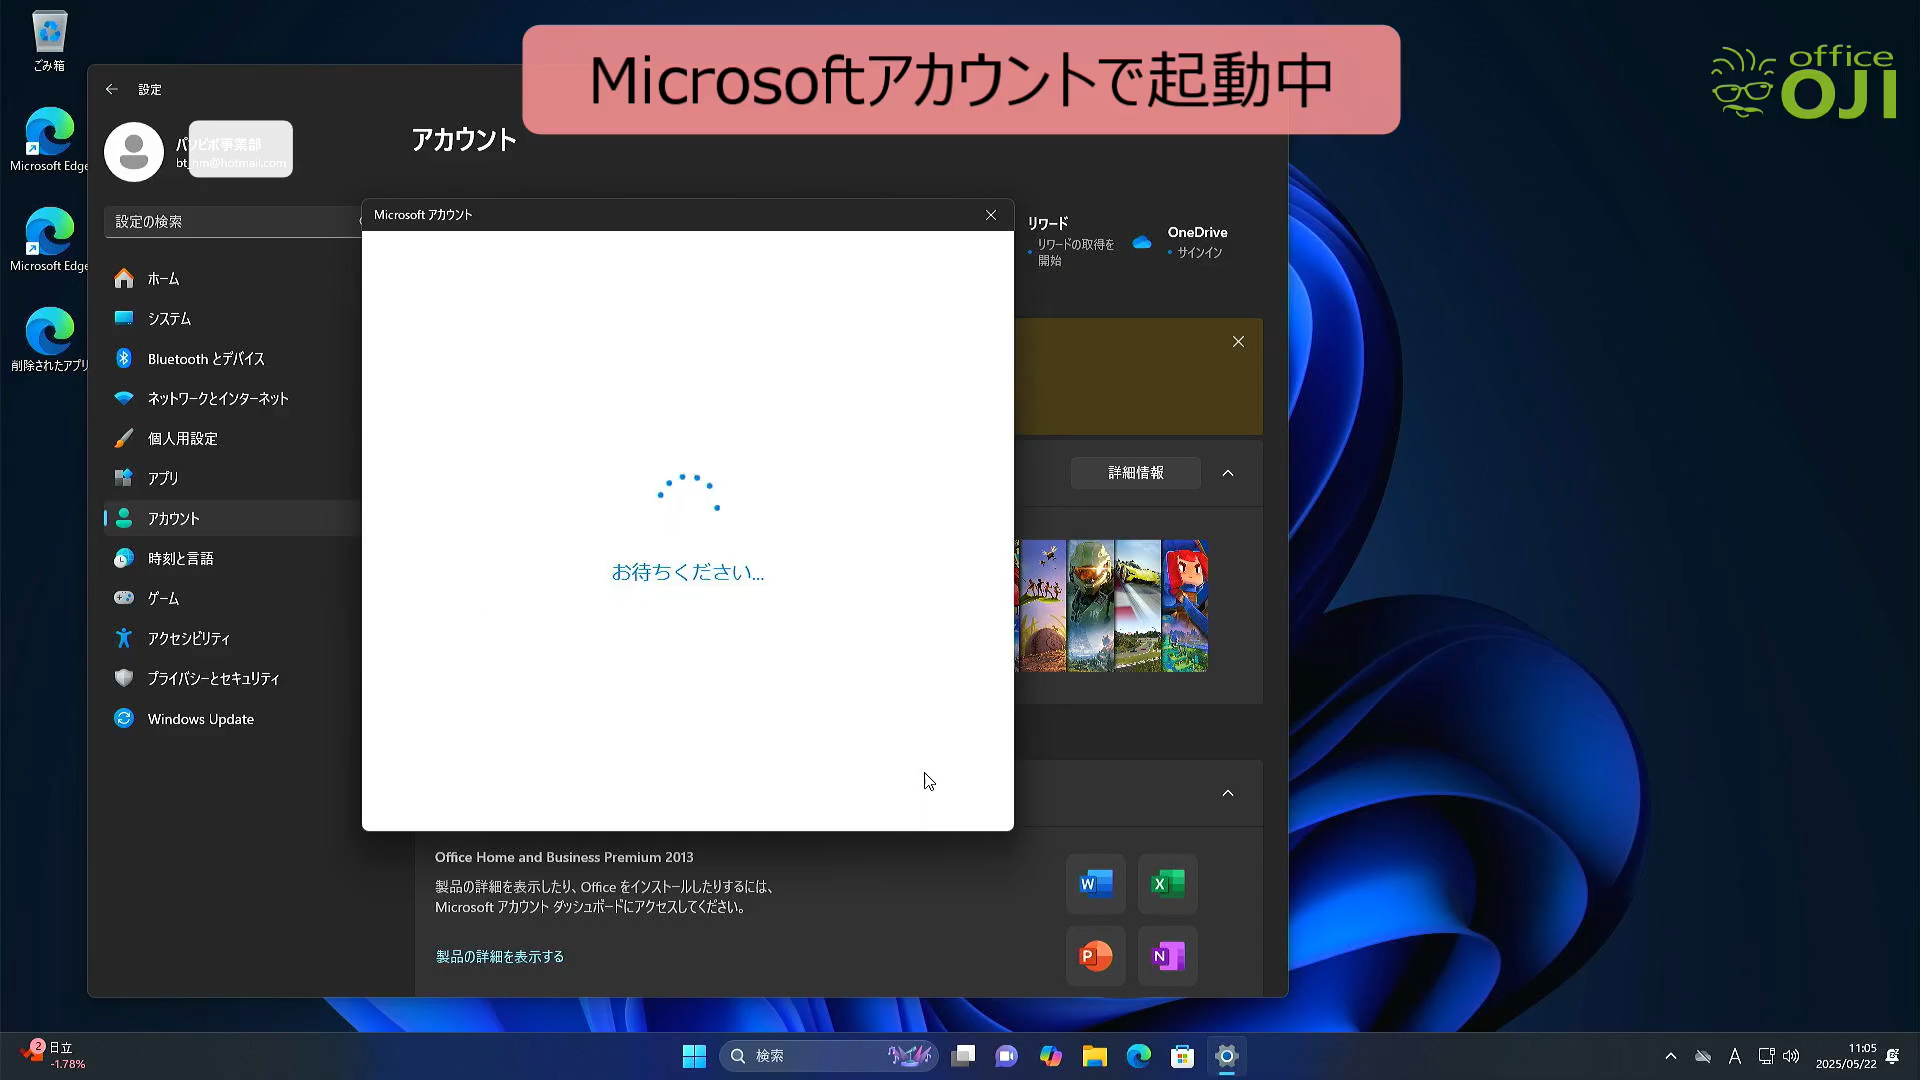 Microsoftアカウントで起動中
office
OJI
ごみ箱
Microsoft Edge
Microsoft Edge
削除されたアプリ
設定
パソピボ事業部
設定の検索
ホーム
システム
Bluetooth とデバイス
ネットワークとインターネット
個人用設定
アプリ
アカウント
時刻と言語
ゲーム
アクセシビリティ
プライバシーとセキュリティ
Windows Update
アカウント
Microsoft アカウント
お待ちください...
リワード
リワードの取得を
開始
OneDrive
サインイン
詳細情報
Office Home and Business Premium 2013
製品の詳細を表示したり、Office をインストールしたりするには、
Microsoft アカウント ダッシュボードにアクセスしてください。
製品の詳細を表示する
2
日立
-1.78%
検索
A
11:05
2025/05/22